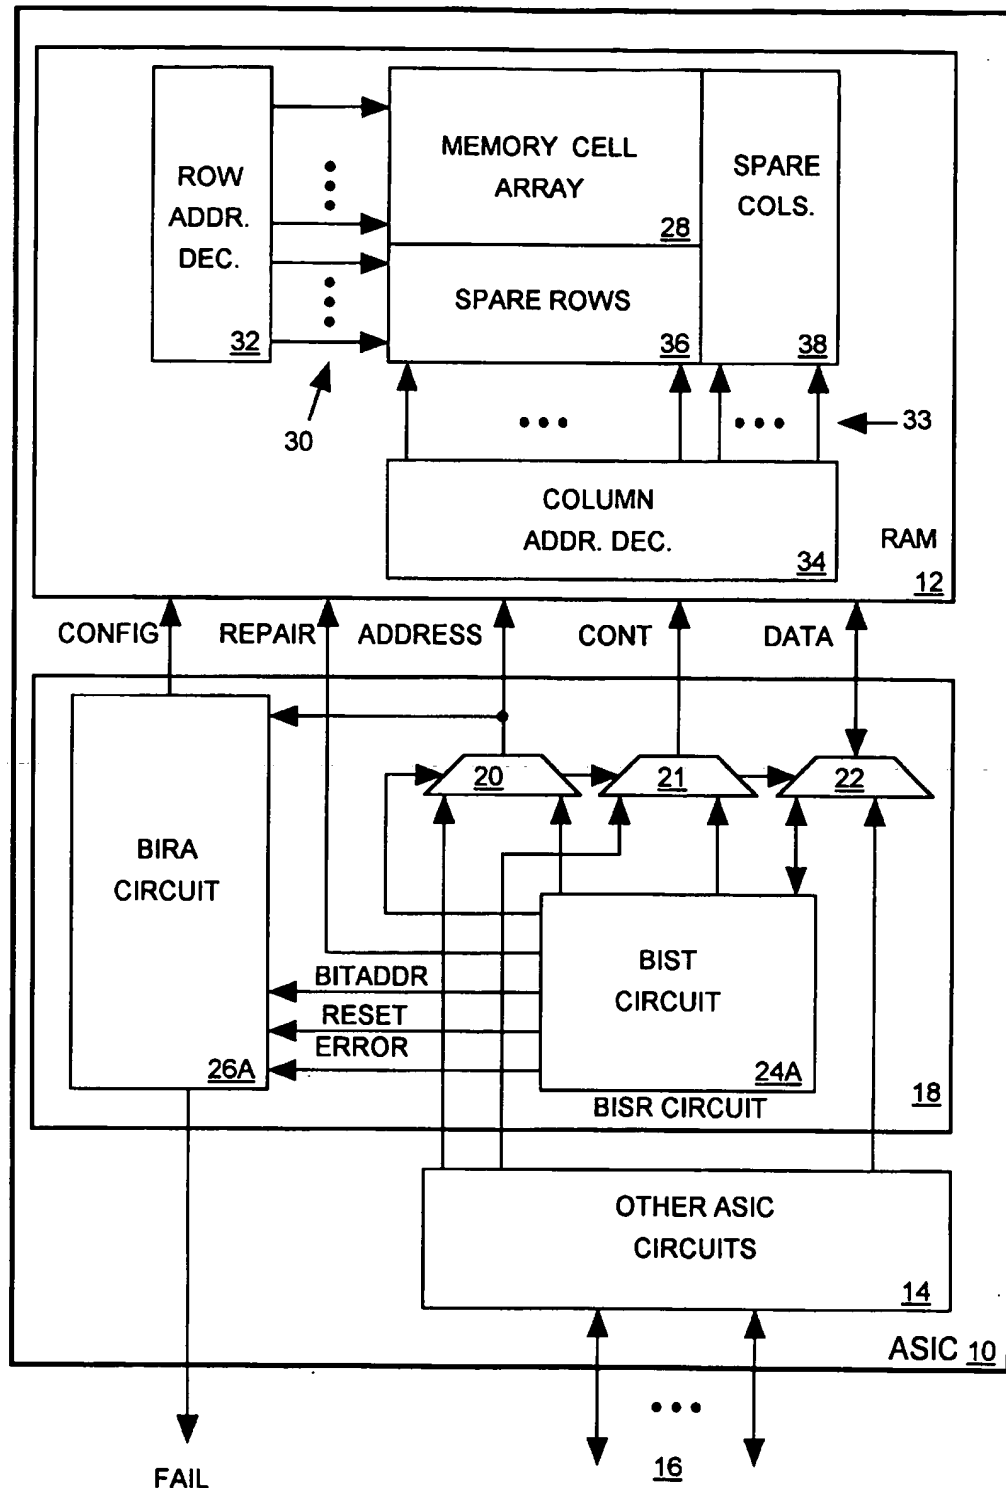 ROW
ADDR.
DEC.
32
MEMORY CELL
ARRAY
28
SPARE
COLS.
38
SPARE ROWS
36
30
33
COLUMN
ADDR. DEC.
34
RAM
12
CONFIG
REPAIR
ADDRESS
CONT
DATA
20
21
22
BIRA
CIRCUIT
26A
BITADDR
RESET
ERROR
BIST
CIRCUIT
24A
BISR CIRCUIT
18
OTHER ASIC
CIRCUITS
14
ASIC 10
FAIL
16